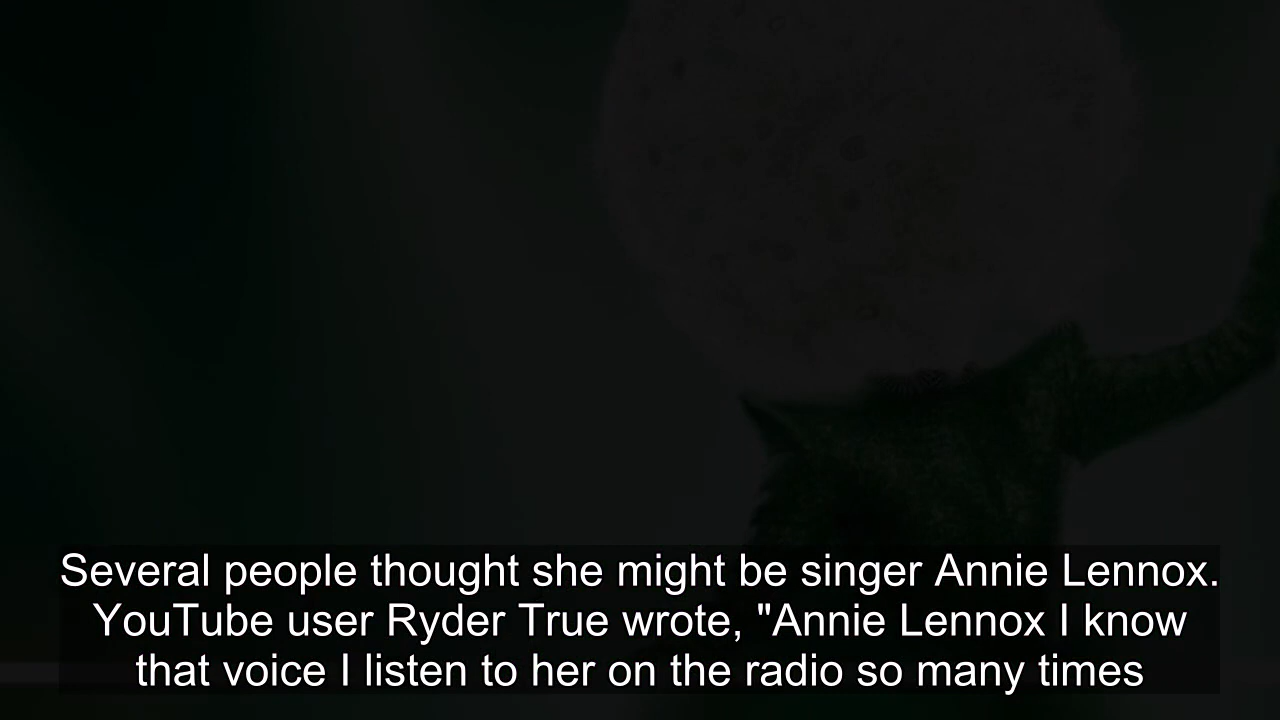 Several people thought she might be singer Annie Lennox.
YouTube user Ryder True wrote, "Annie Lennox I know
that voice I listen to her on the radio so many times